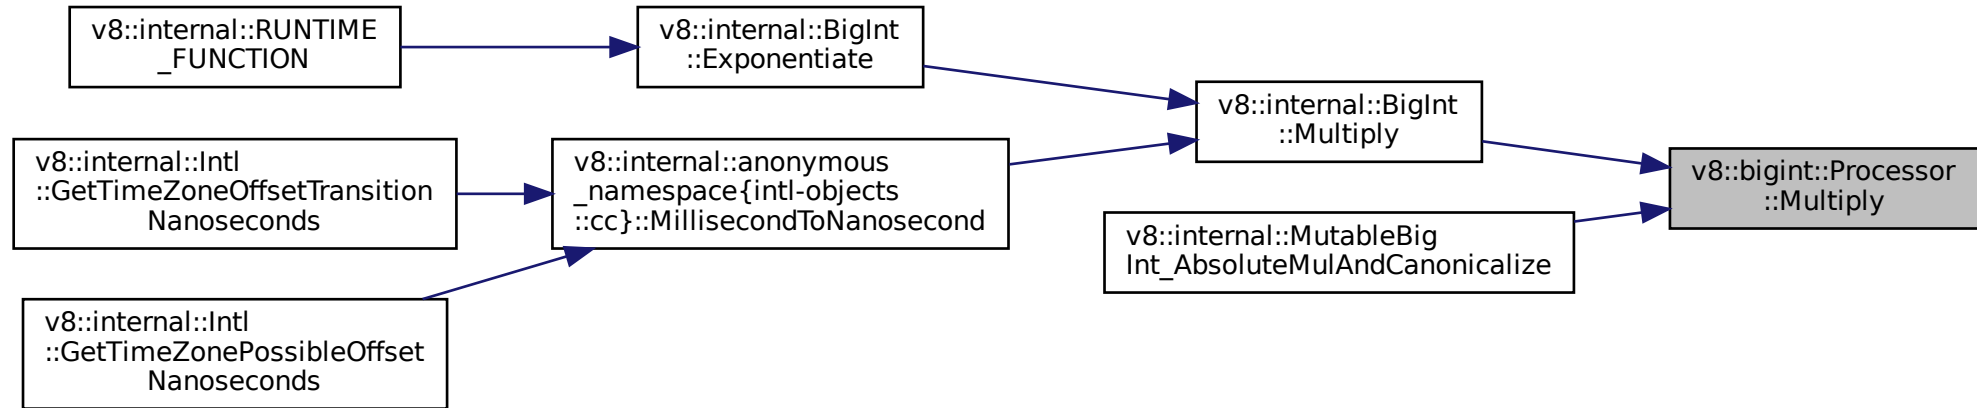 v8::internal::RUNTIME
_FUNCTION
v8::internal::BigInt
::Exponentiate
v8::internal::BigInt
::Multiply
v8::internal::Intl
::GetTimeZoneOffsetTransition
Nanoseconds
v8::internal::anonymous
_namespace{intl-objects
::cc}::MillisecondToNanosecond
v8::bigint::Processor
::Multiply
v8::internal::MutableBig
Int_AbsoluteMulAndCanonicalize
v8::internal::Intl
::GetTimeZonePossibleOffset
Nanoseconds